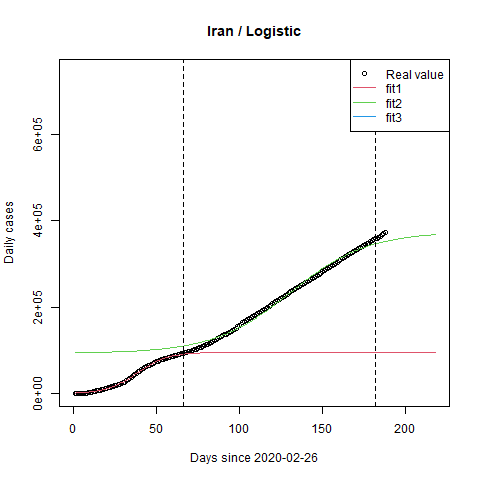 Iran / Logistic
Real value
fit1
fit2
fit3
Daily cases
0e+00
2e+05
4e+05
6e+05
0 50 100 150 200
Days since 2020-02-26